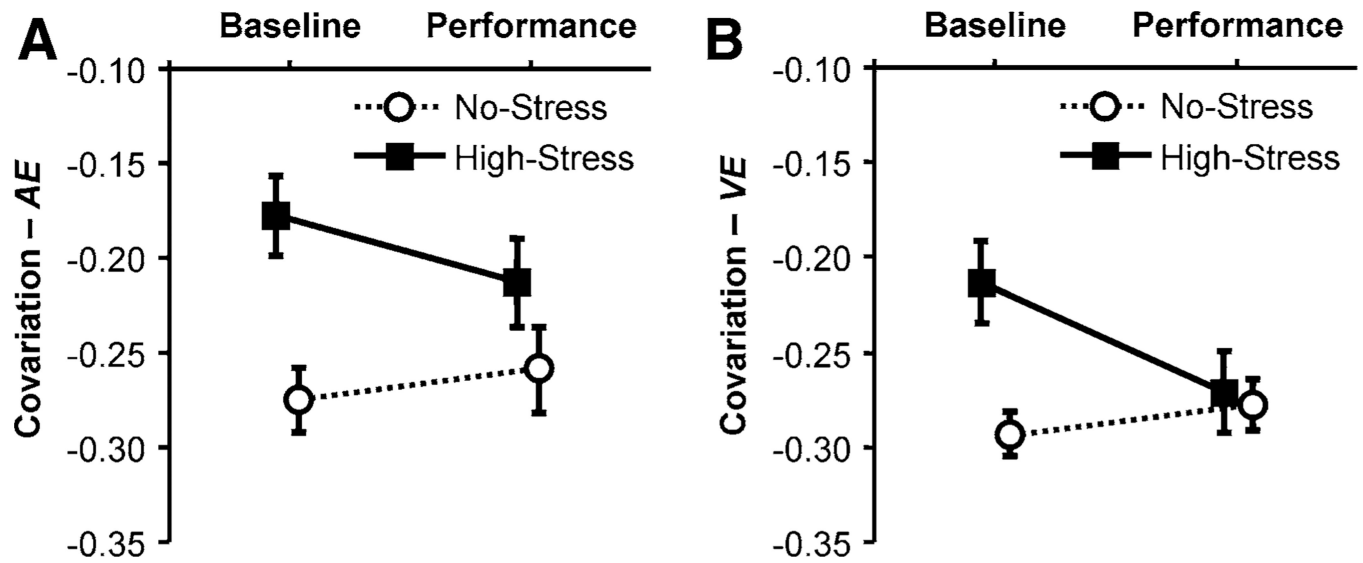 A
Baseline Performance
-0.10
No-Stress
High-Stress
-0.15
-0.20
-0.25
-0.30
-0.35
Covariation – AE
B
Baseline Performance
-0.10
No-Stress
High-Stress
-0.15
-0.20
-0.25
-0.30
-0.35
Covariation – VE